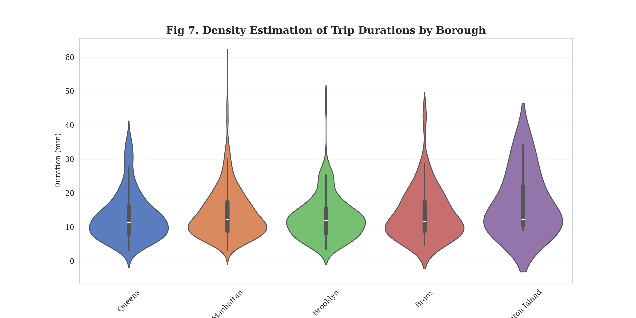 Fig 7. Density Estimation of Trip Durations by Borough
60
50
40
30
20
10
0
Duration (min)
Queens
Manhattan
Brooklyn
Bronx
Island